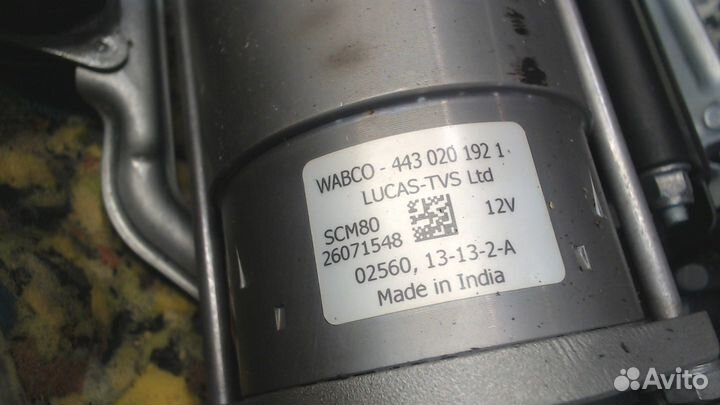 WABCO - 443 020 192 1
LUCAS-TVS Ltd
SCM80
26071548
12V
02560, 13-13-2-A
Made in India
Avito